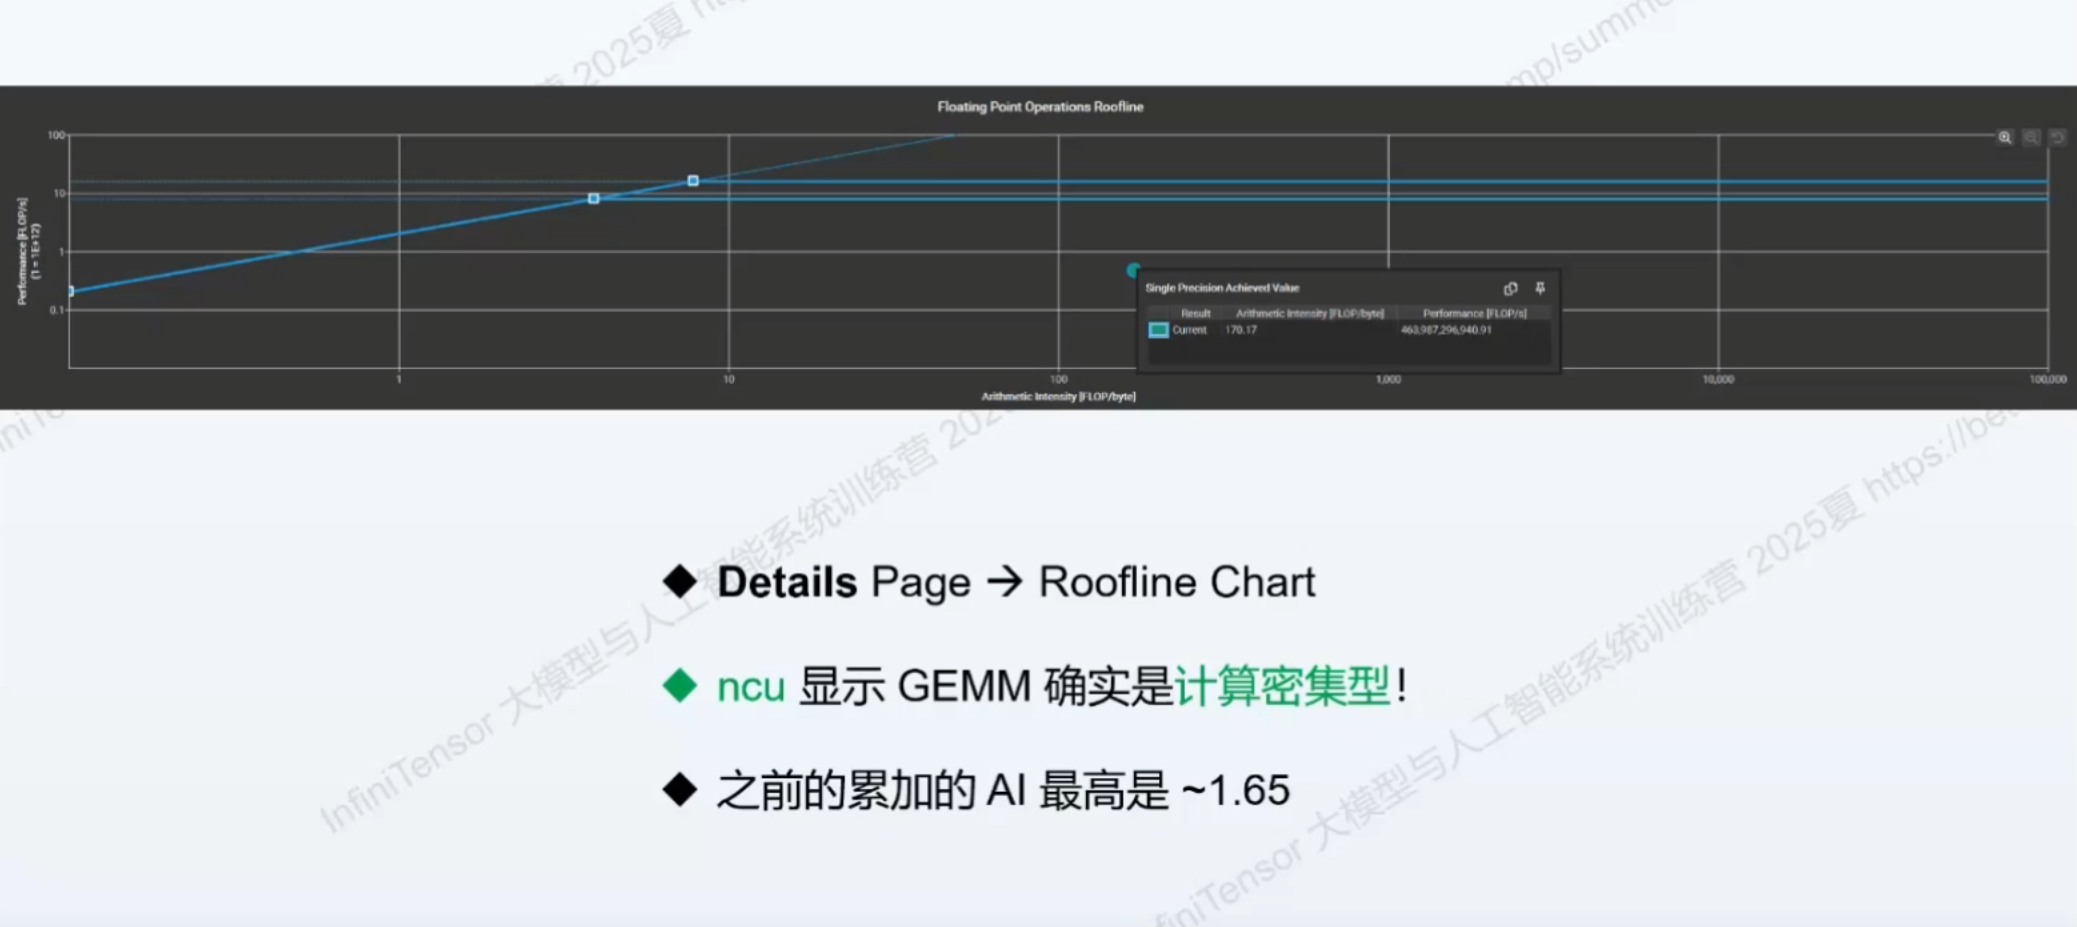 2025夏
mp/summe
Floating Point Operations Roofline
100
10
1
0.1
Performance [FLOP/s]
(1 = 1E+12)
Single Precision Achieved Value
Result Arithmetic Intensity [FLOP/byte] Performance [FLOP/s]
Current 170.17 463,987,296,940.91
1 10 100 1,000 10,000 100,000
Arithmetic Intensity [FLOP/byte]
◆ Details Page → Roofline Chart
◆ ncu 显示 GEMM 确实是计算密集型!
◆ 之前的累加的 AI 最高是 ~1.65
InfiniTensor 大模型与人工智能系统训练营 202
finiTensor 大模型与人工智能系统训练营 2025夏 https://be